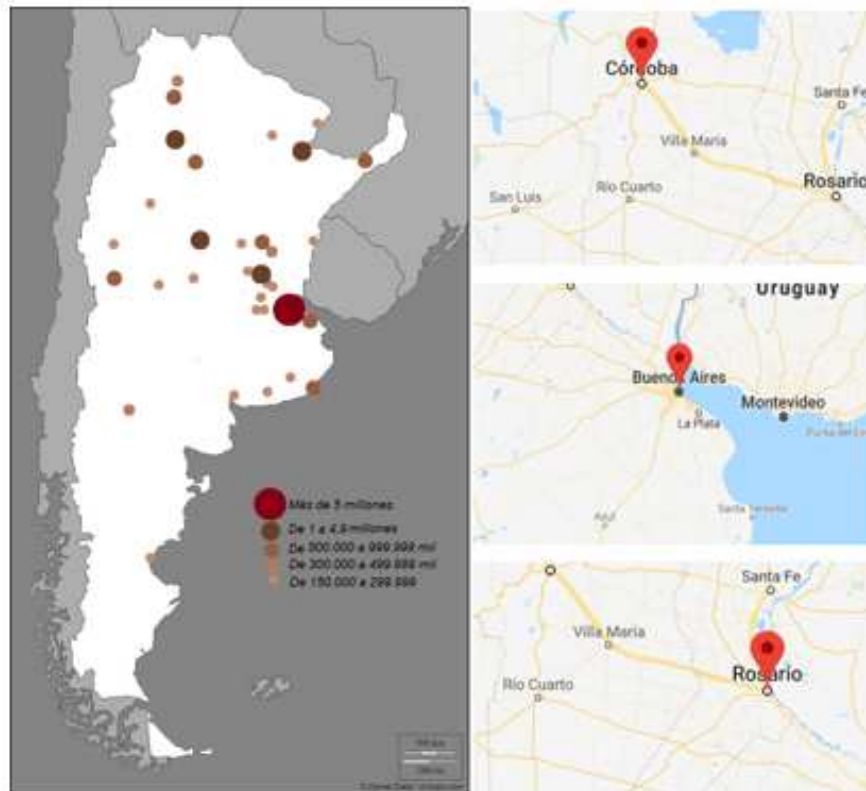 Más de 5 millones
De 1 a 4,9 millones
De 500.000 a 999.999 mil
De 300.000 a 499.999 mil
De 150.000 a 299.999
Córdoba
Santa Fe
Villa María
Río Cuarto
Rosario
San Luis
Uruguay
Buenos Aires
Montevideo
La Plata
Azul
Santa Fe
Villa María
Río Cuarto
Rosario